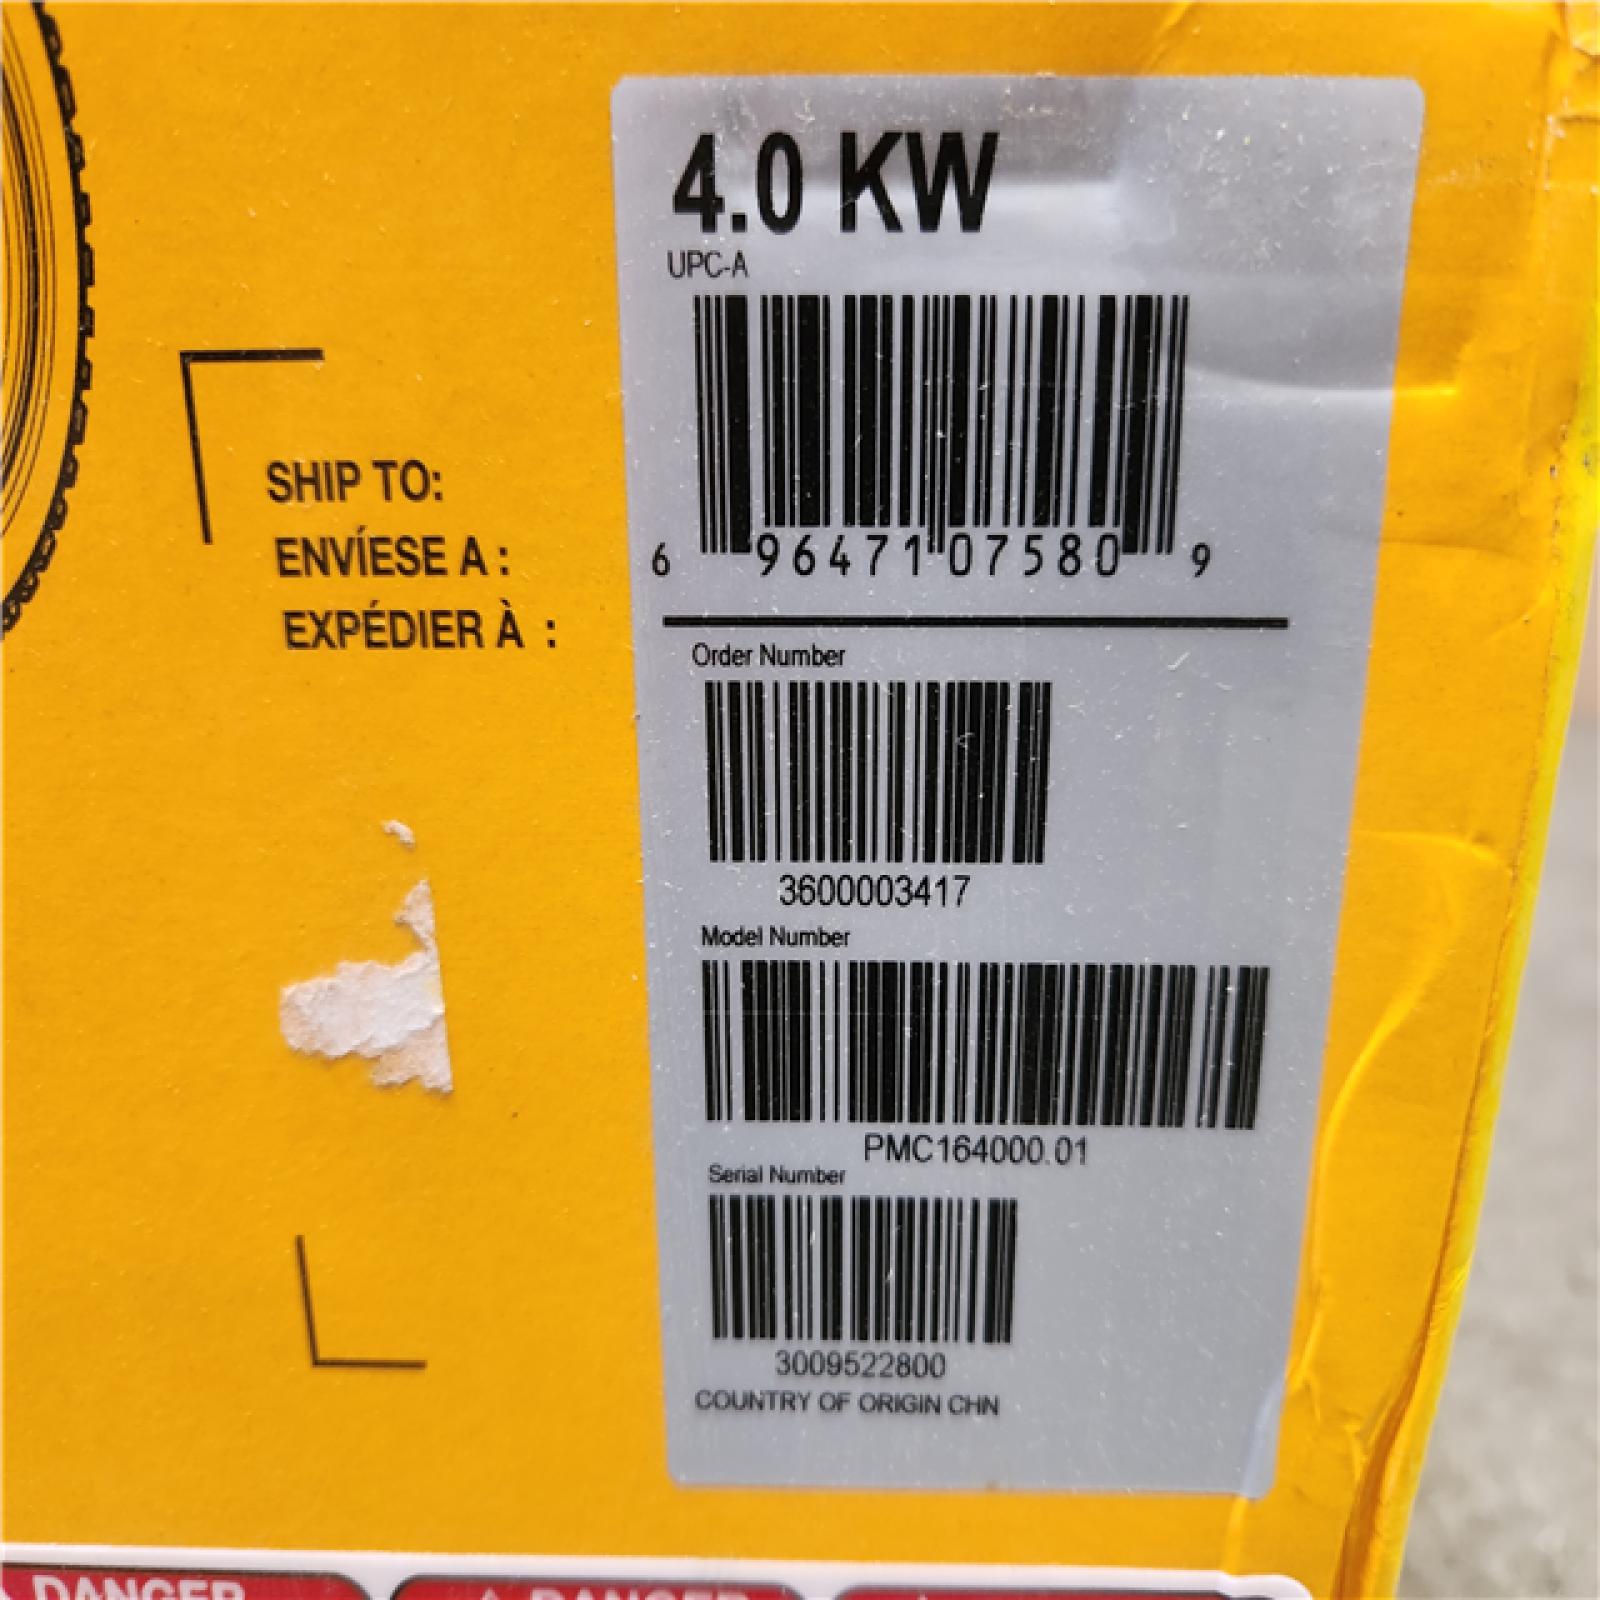 4.0 KW
UPC-A
6 96471 07580 9
SHIP TO:
ENVÍESE A :
EXPÉDIER À :
Order Number
3600003417
Model Number
PMC164000.01
Serial Number
3009522800
COUNTRY OF ORIGIN CHN
DANGER
DANGER